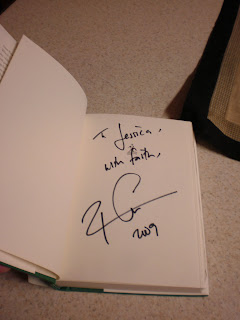 To Jessica,
with faith,
2009